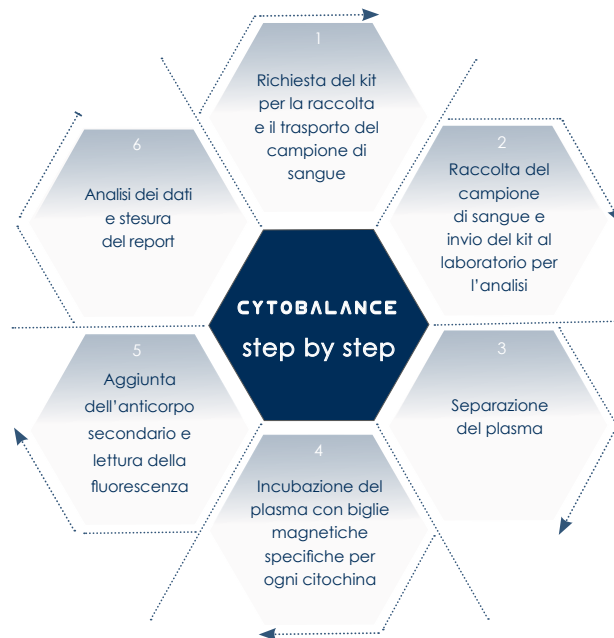 1
Richiesta del kit
per la raccolta
e il trasporto del
campione di
sangue
2
Raccolta del
campione
di sangue e
invio del kit al
laboratorio per
l’analisi
3
Separazione
del plasma
4
Incubazione del
plasma con biglie
magnetiche
specifiche per
ogni citochina
5
Aggiunta
dell’anticorpo
secondario e
lettura della
fluorescenza
6
Analisi dei dati
e stesura
del report
CYTOBALANCE
step by step